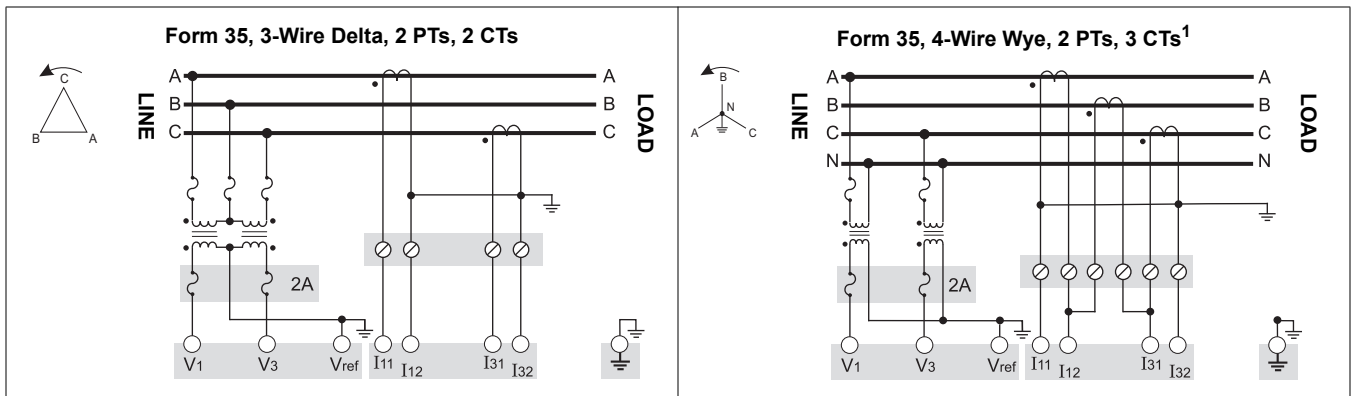 Form 35, 3-Wire Delta, 2 PTs, 2 CTs
C
B
A
LINE
A
B
C
A
B
C
LOAD
2A
V1
V3
Vref
I11
I12
I31
I32
Form 35, 4-Wire Wye, 2 PTs, 3 CTs1
B
N
A
C
LINE
A
B
C
N
A
B
C
N
LOAD
2A
V1
V3
Vref
I11
I12
I31
I32